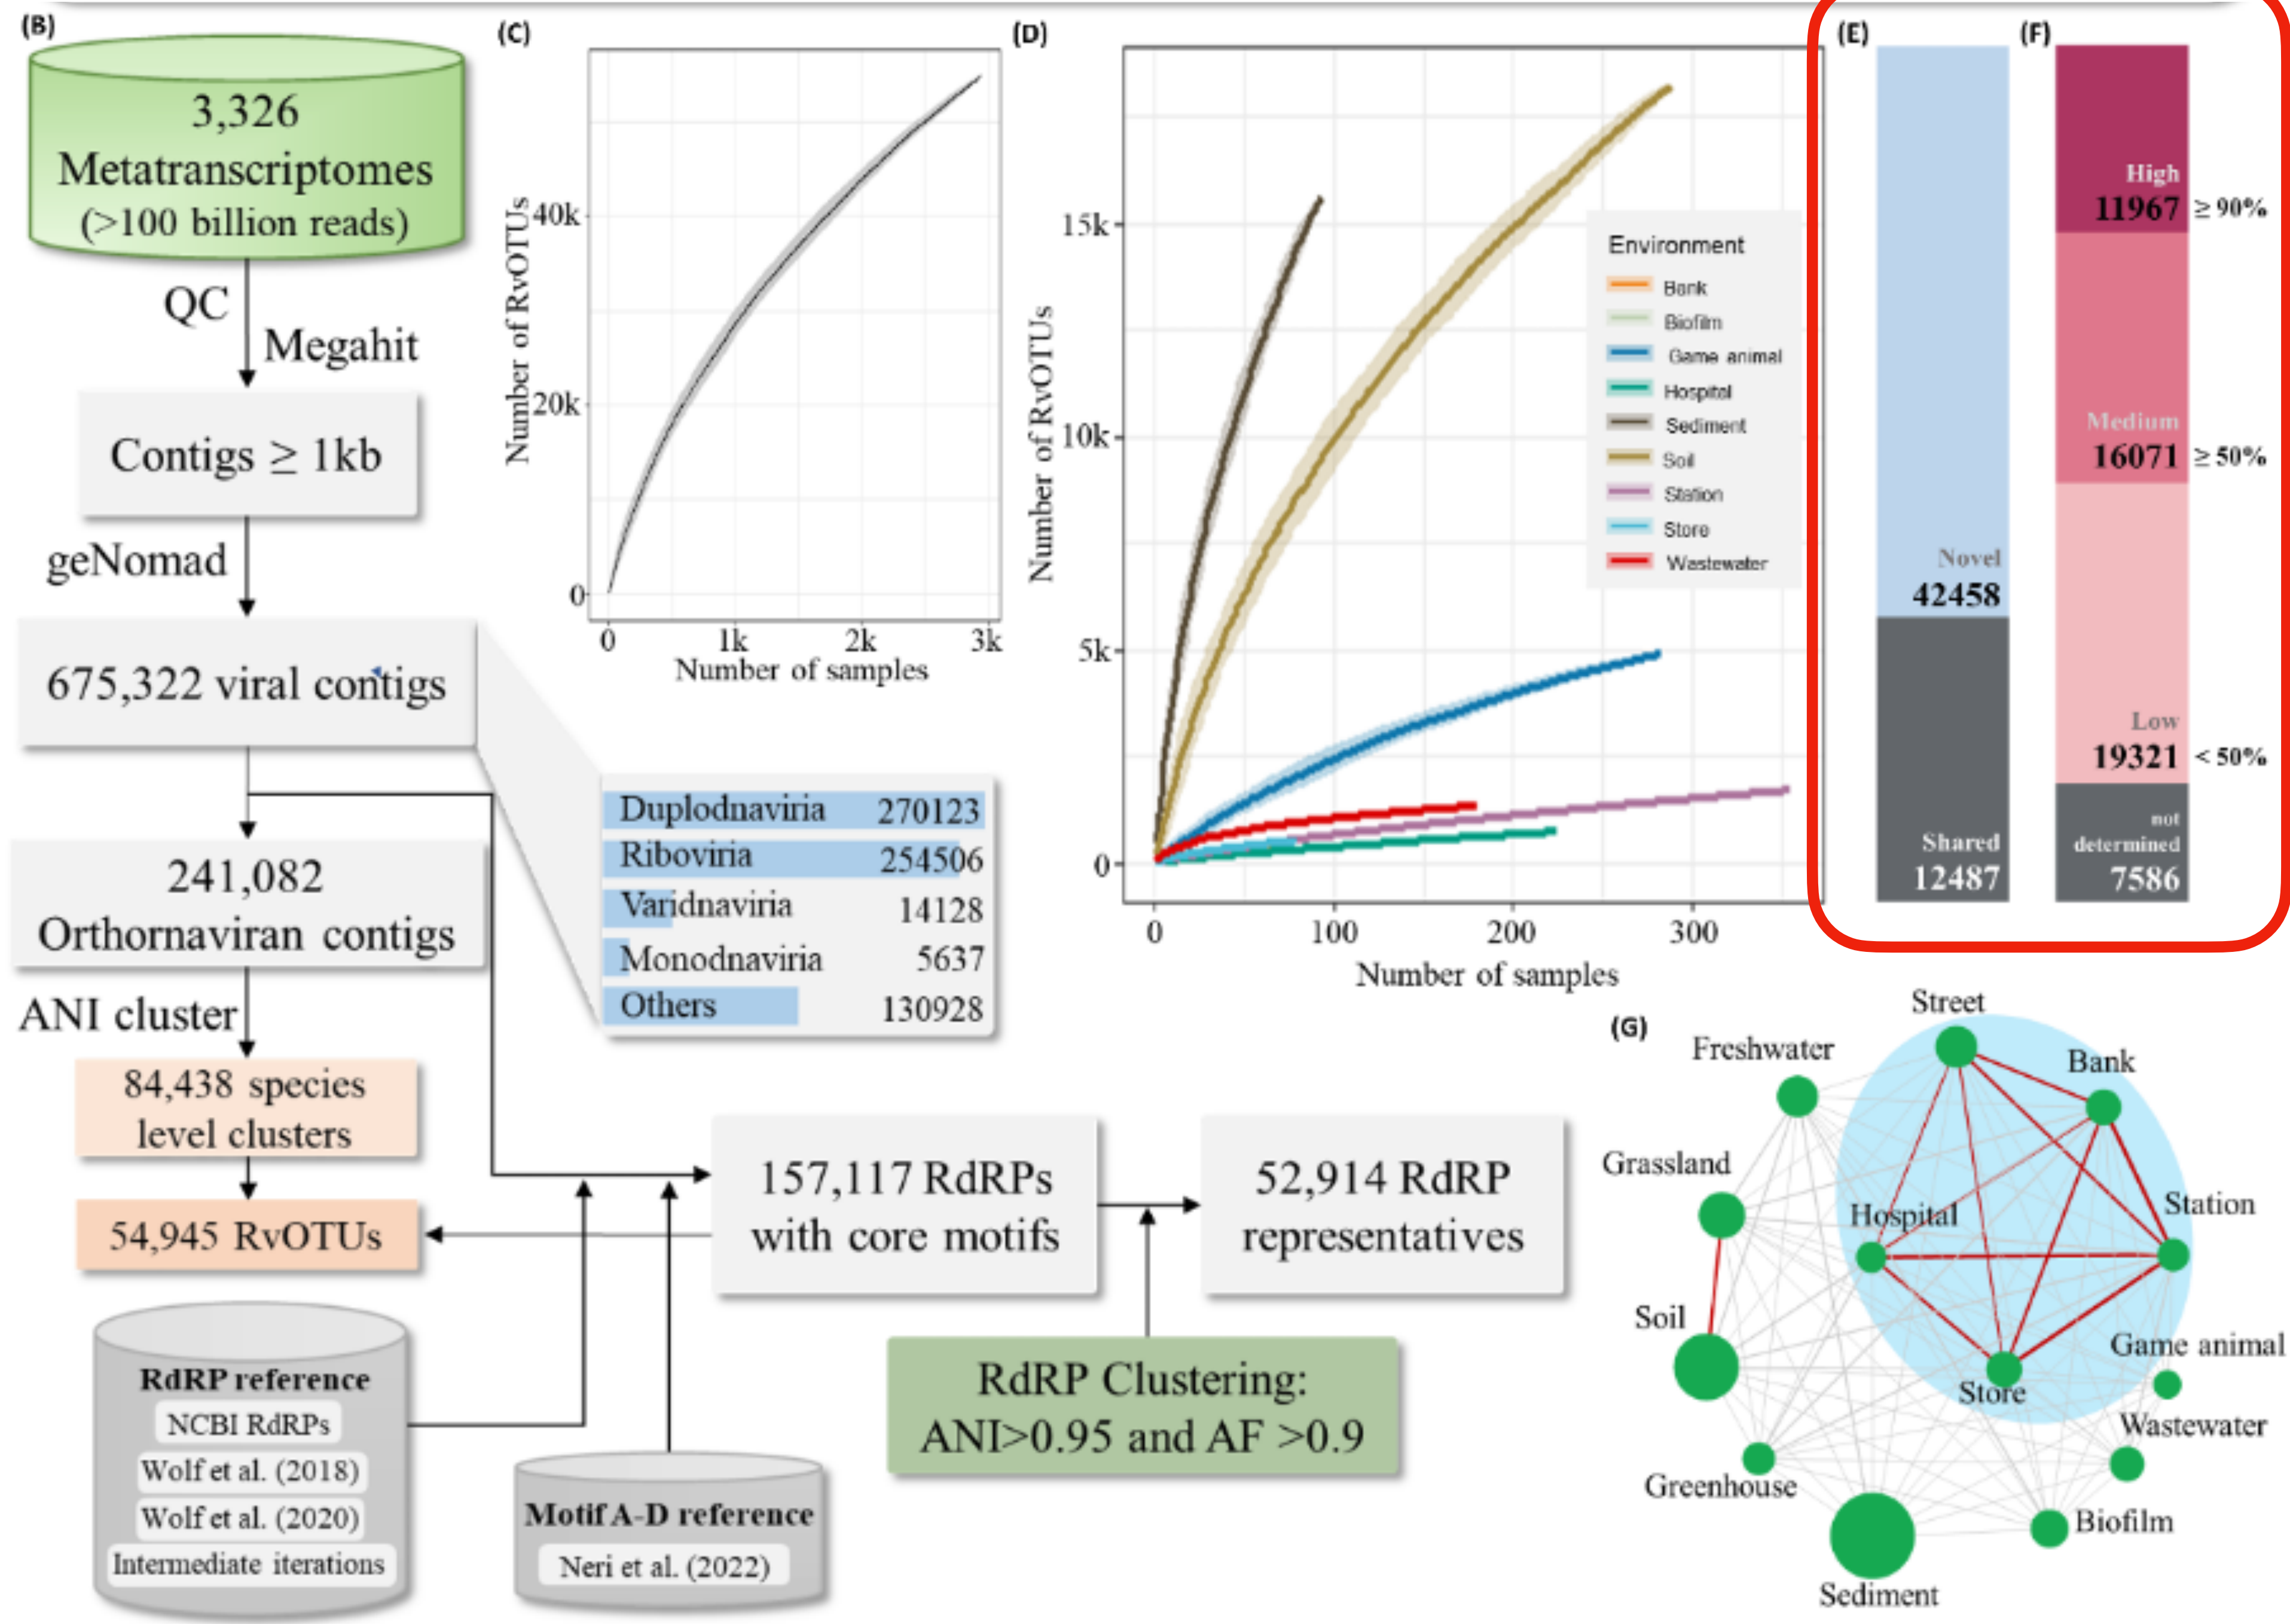 (B)
3,326
Metatranscriptomes
(>100 billion reads)
QC
Megahit
Contigs ≥ 1kb
geNomad
675,322 viral contigs
241,082
Orthornaviran contigs
ANI cluster
84,438 species
level clusters
54,945 RvOTUs
RdRP reference
NCBI RdRPs
Wolf et al. (2018)
Wolf et al. (2020)
Intermediate iterations
Motif A-D reference
Neri et al. (2022)
Duplodnaviria 270123
Riboviria 254506
Varidnaviria 14128
Monodnaviria 5637
Others 130928
157,117 RdRPs
with core motifs
52,914 RdRP
representatives
RdRP Clustering:
ANI>0.95 and AF >0.9
(C)
Number of RvOTUs
40k
20k
0
0 1k 2k 3k
Number of samples
(D)
Number of RvOTUs
15k
10k
5k
0
0 100 200 300
Number of samples
Environment
Bank
Biofilm
Game animal
Hospital
Sediment
Soil
Station
Store
Wastewater
(E)
Novel
42458
Shared
12487
(F)
High
11967 ≥ 90%
Medium
16071 ≥ 50%
Low
19321 < 50%
not
determined
7586
(G)
Street
Freshwater
Bank
Grassland
Hospital
Station
Soil
Game animal
Store
Wastewater
Greenhouse
Biofilm
Sediment